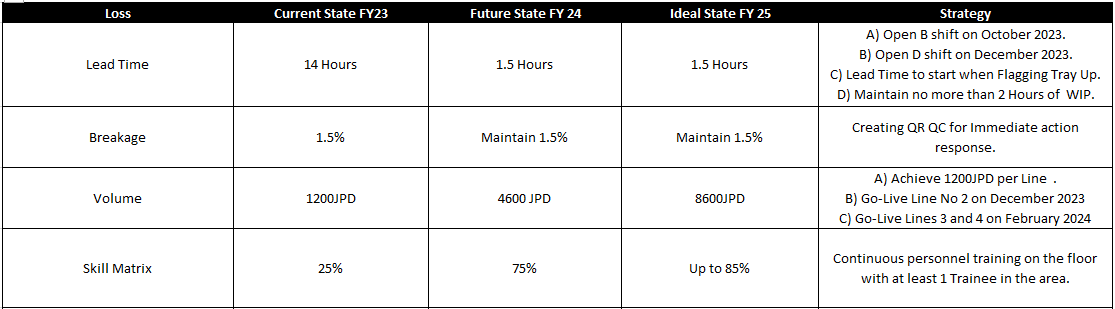 Loss Current State FY23 Future State FY 24 Ideal State FY 25 Strategy
Lead Time 14 Hours 1.5 Hours 1.5 Hours
A) Open B shift on October 2023.
B) Open D shift on December 2023.
C) Lead Time to start when Flagging Tray Up.
D) Maintain no more than 2 Hours of WIP.
Breakage 1.5% Maintain 1.5% Maintain 1.5%
Creating QR QC for Immediate action
response.
Volume 1200JPD 4600 JPD 8600JPD
A) Achieve 1200JPD per Line .
B) Go-Live Line No 2 on December 2023
C) Go-Live Lines 3 and 4 on February 2024
Skill Matrix 25% 75% Up to 85%
Continuous personnel training on the floor
with at least 1 Trainee in the area.